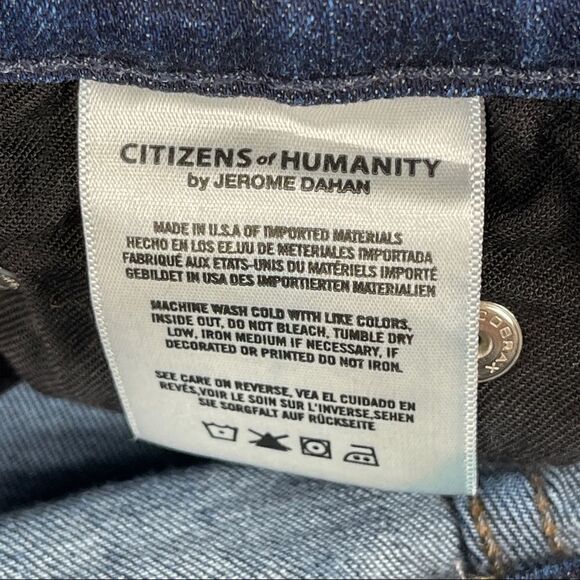 CITIZENS of HUMANITY
by JEROME DAHAN
MADE IN U.S.A OF IMPORTED MATERIALS
HECHO EN LOS EE.UU DE METERIALES IMPORTADA
FABRIQUÉ AUX ETATS-UNIS DU MATÉRIELS IMPORTÉ
GEBILDET IN USA DES IMPORTIERTEN MATERIALIEN
MACHINE WASH COLD WITH LIKE COLORS,
INSIDE OUT, DO NOT BLEACH, TUMBLE DRY
LOW, IRON MEDIUM IF NECESSARY, IF
DECORATED OR PRINTED DO NOT IRON.
SEE CARE ON REVERSE, VEA EL CUIDADO EN
REVÉS,VOIR LE SOIN SUR L'INVERSE,SEHEN
SIE SORGFALT AUF RÜCKSEITE
COBRAX